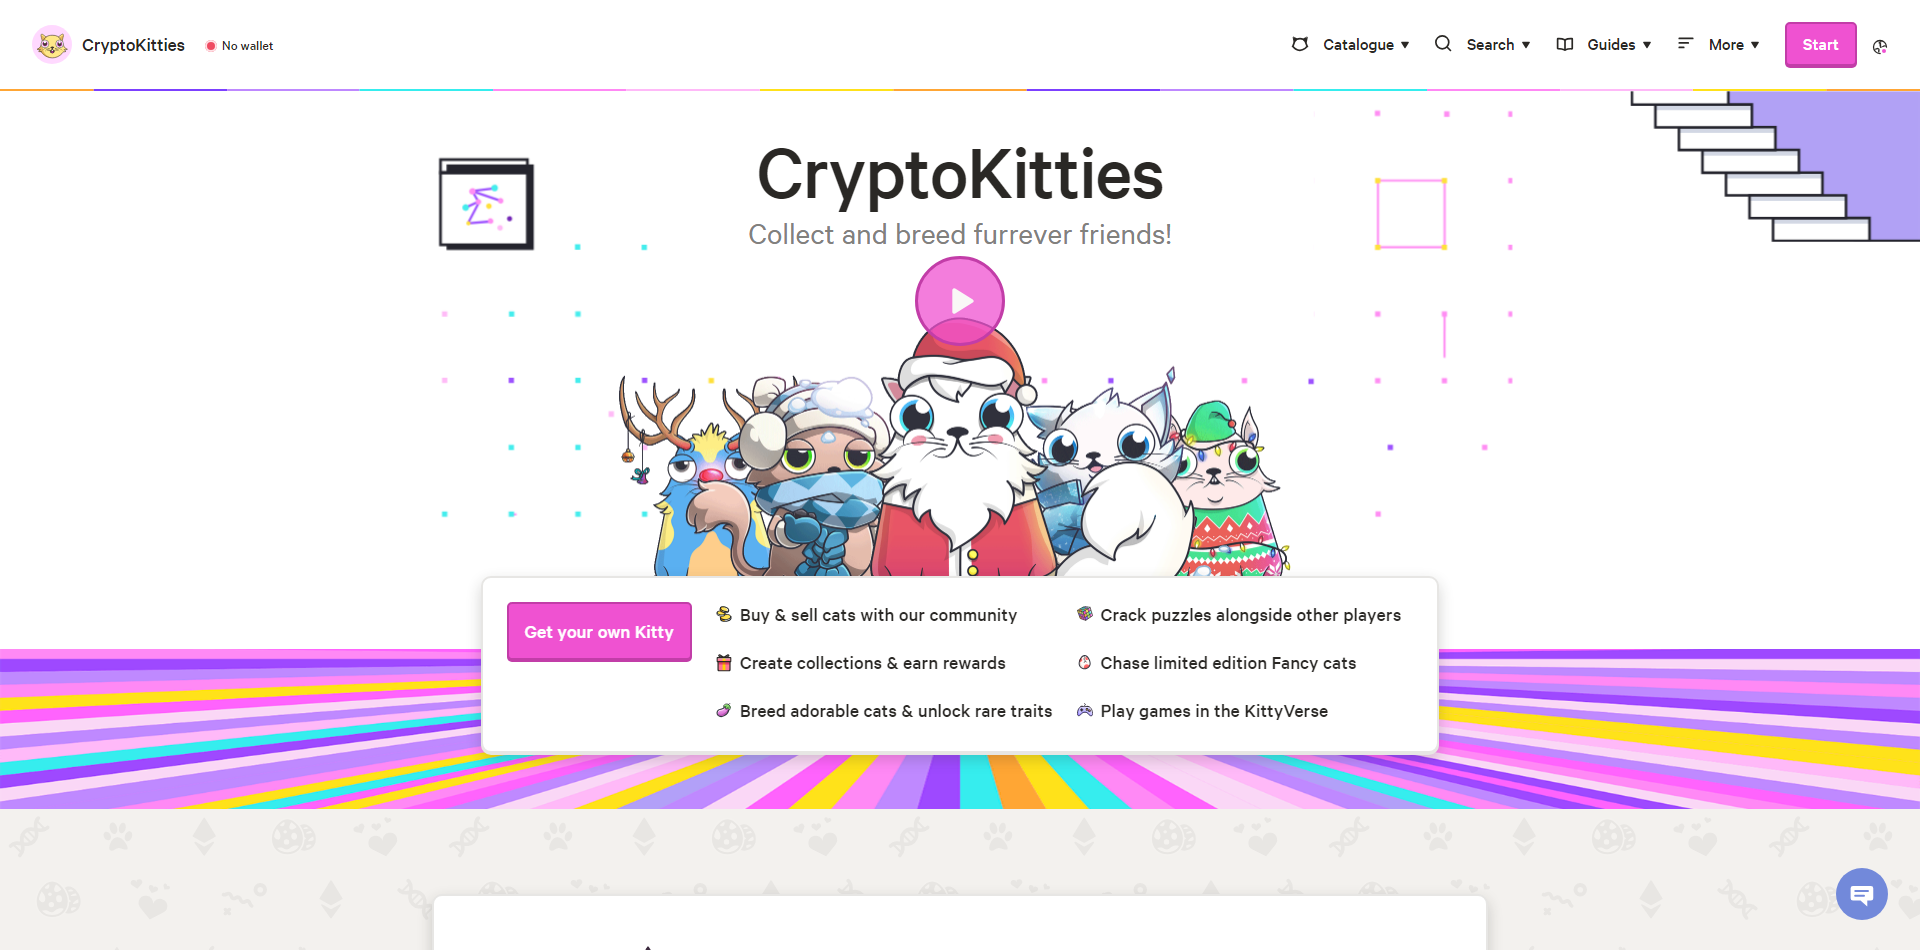 CryptoKitties
No wallet
Catalogue
Search
Guides
More
Start
CryptoKitties
Collect and breed furrever friends!
Get your own Kitty
Buy & sell cats with our community
Crack puzzles alongside other players
Create collections & earn rewards
Chase limited edition Fancy cats
Breed adorable cats & unlock rare traits
Play games in the KittyVerse